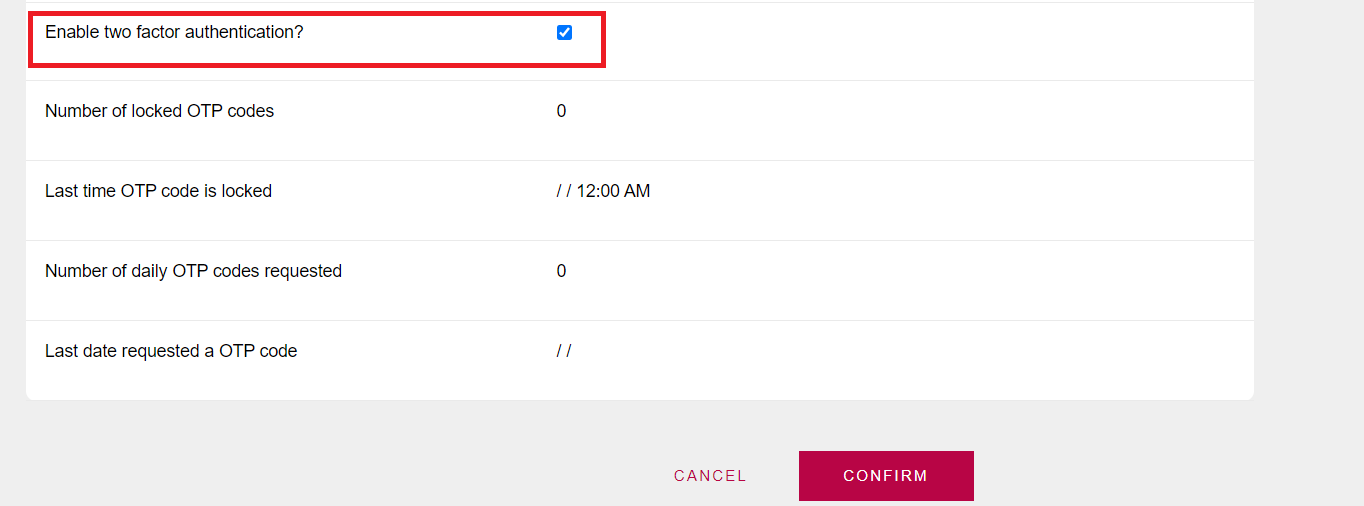 Enable two factor authentication?
Number of locked OTP codes 0
Last time OTP code is locked / / 12:00 AM
Number of daily OTP codes requested 0
Last date requested a OTP code / /
CANCEL CONFIRM